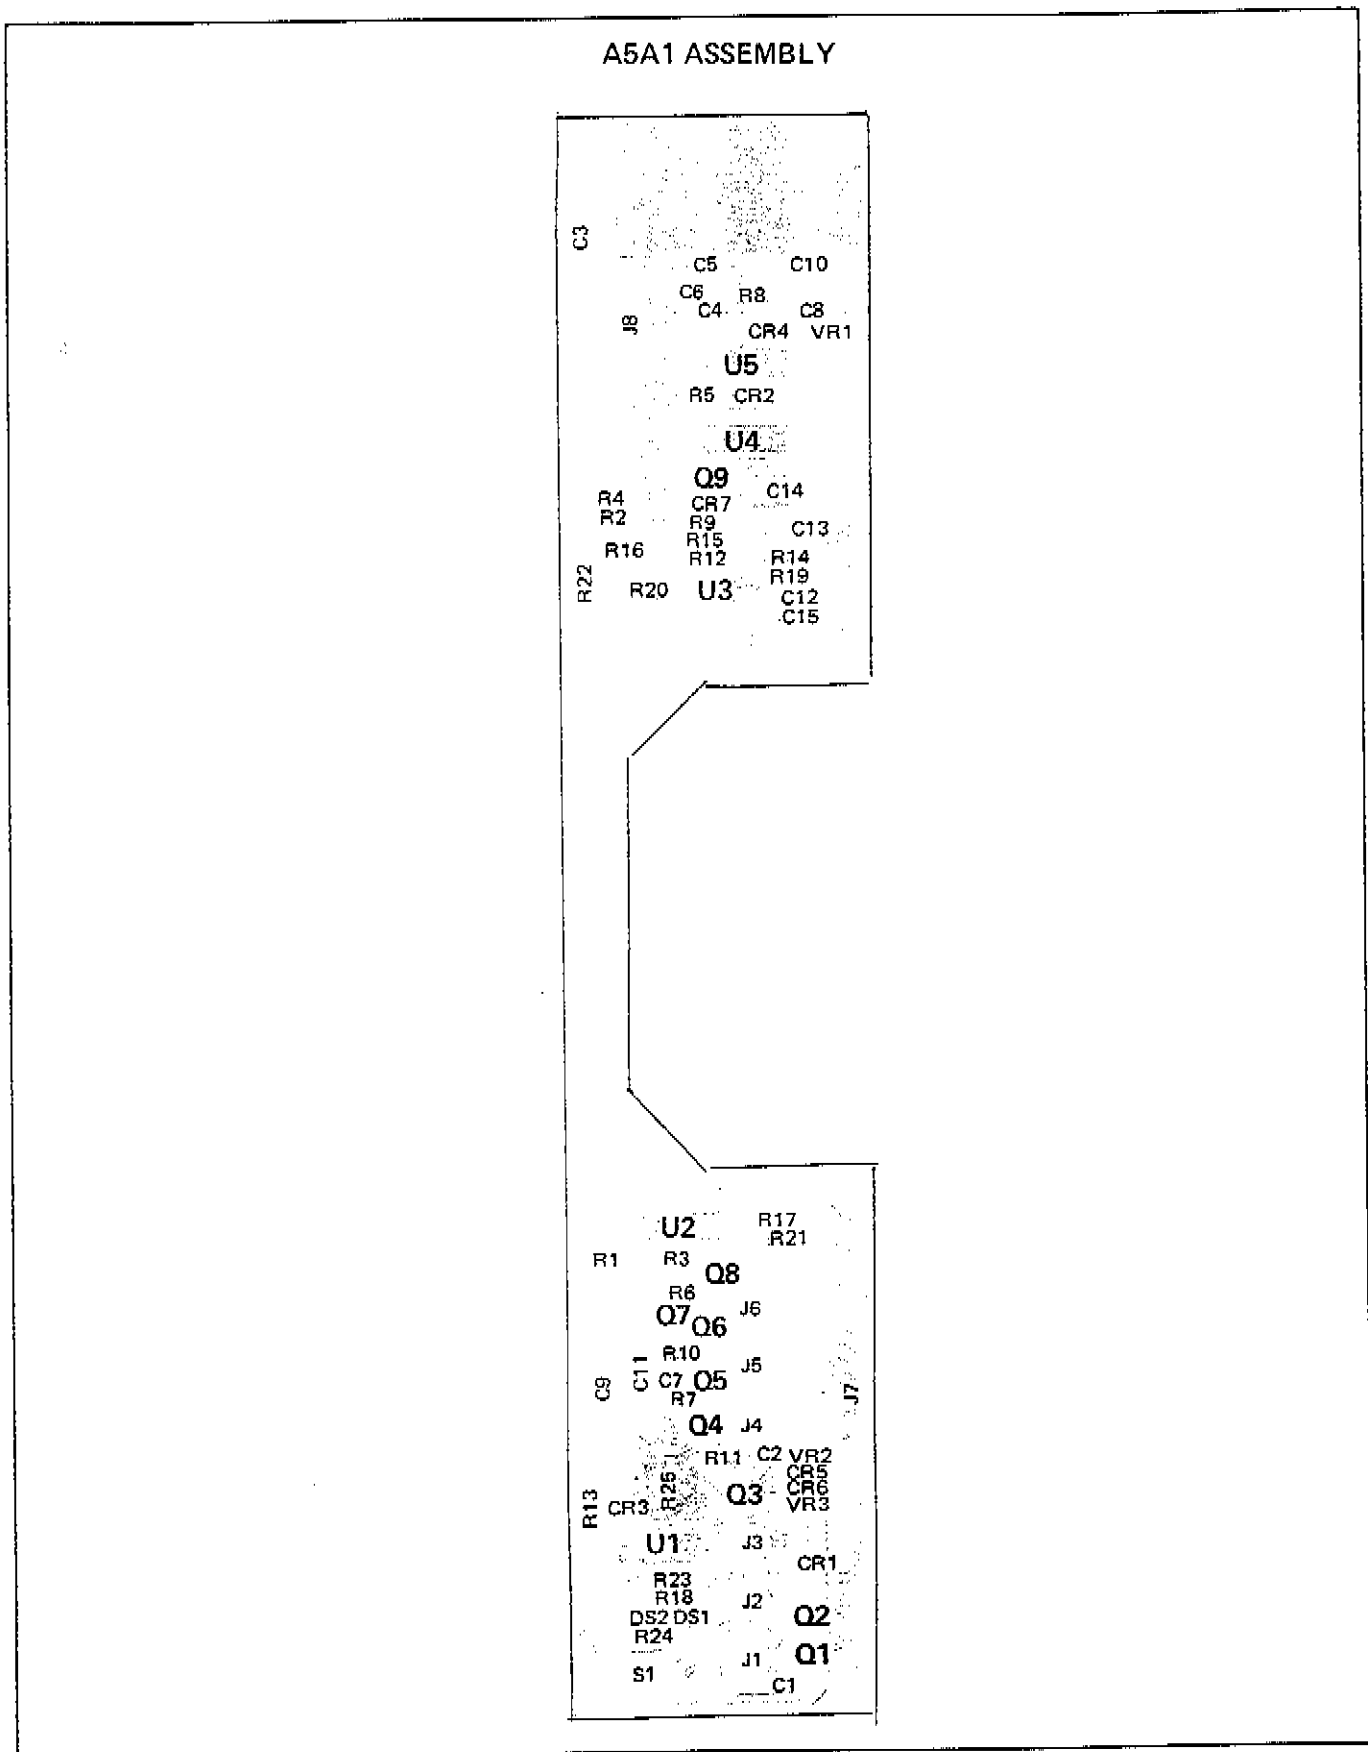 A5A1 ASSEMBLY
C3
C5 C10
C6 R8
C4 C8
J8 CR4 VR1
U5
R5 CR2
U4
Q9
C14
R4 CR7
R2 R9 C13
R15
R16 R12 R14
R19
R22 R20 U3 C12
C15
U2 R17
R21
R1 R3
Q8
R6
J6
Q7 Q6
R10
J5
C9 C11 C7 Q5 J7
R7
Q4 J4
R11 C2 VR2
CR5
R25 Q3 CR6
R13 CR3 VR3
U1 J3
CR1
R23
R18 J2
DS2 DS1 Q2
R24
J1 Q1
S1
C1